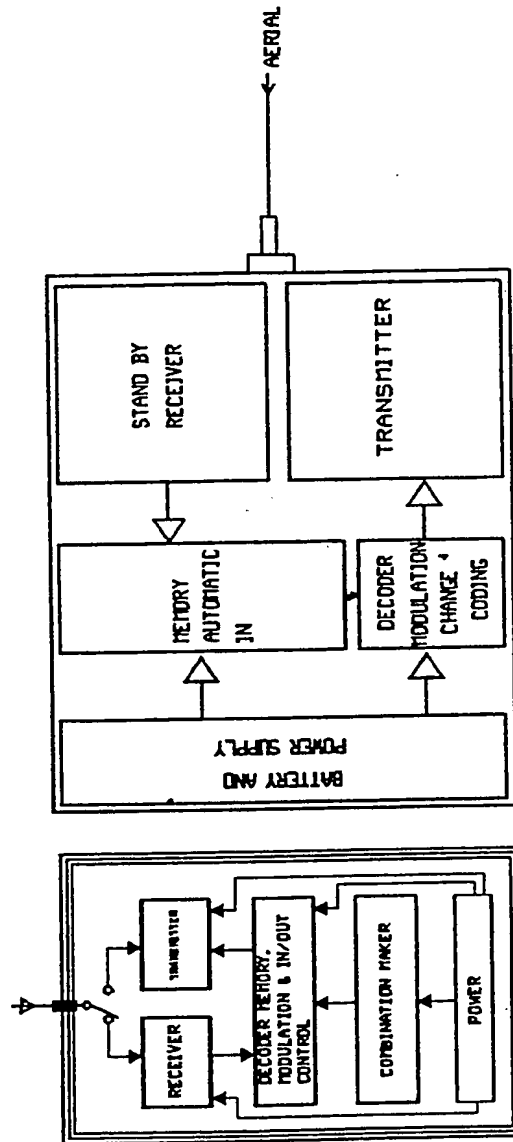 AERIAL
STAND BY
RECEIVER
TRANSMITTER
MEMORY
AUTOMATIC
IN
DECODER
MODULATION
CHANGE &
CODING
BATTERY AND
POWER SUPPLY
TRANSMITTER
RECEIVER
DECODER MEMORY.
MODULATION & IN/OUT
CONTROL
COMBINATION MAKER
POWER